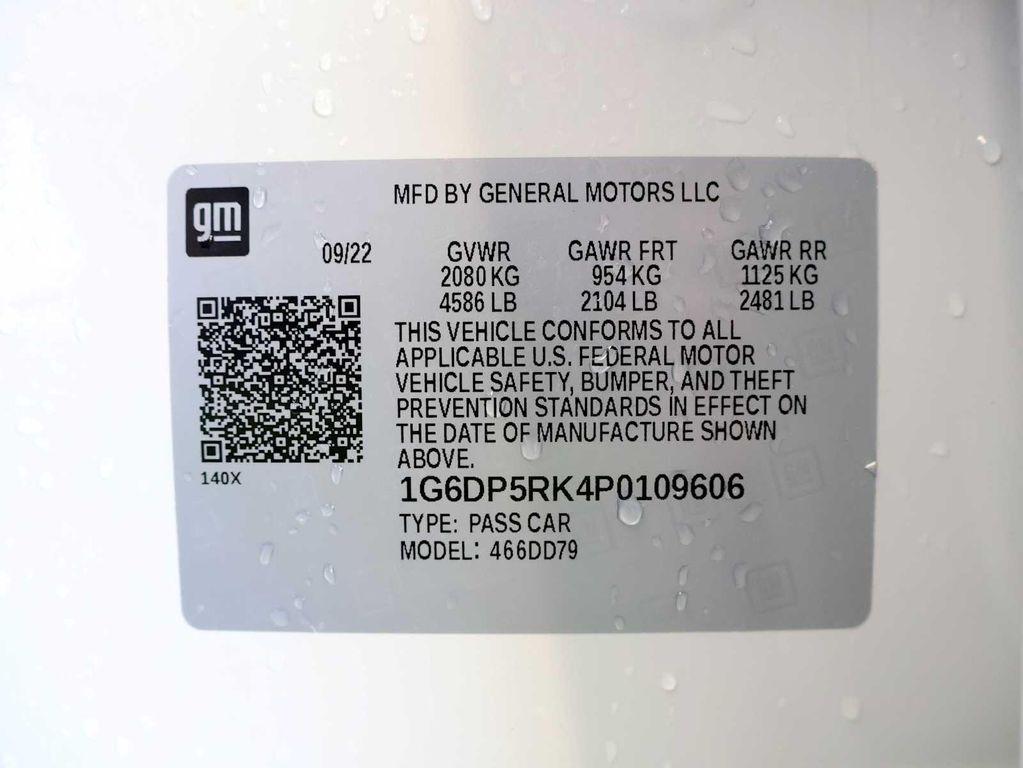 gm
MFD BY GENERAL MOTORS LLC
09/22 GVWR GAWR FRT GAWR RR
2080 KG 954 KG 1125 KG
4586 LB 2104 LB 2481 LB
THIS VEHICLE CONFORMS TO ALL
APPLICABLE U.S. FEDERAL MOTOR
VEHICLE SAFETY, BUMPER, AND THEFT
PREVENTION STANDARDS IN EFFECT ON
THE DATE OF MANUFACTURE SHOWN
ABOVE.
140X
1G6DP5RK4P0109606
TYPE: PASS CAR
MODEL: 466DD79